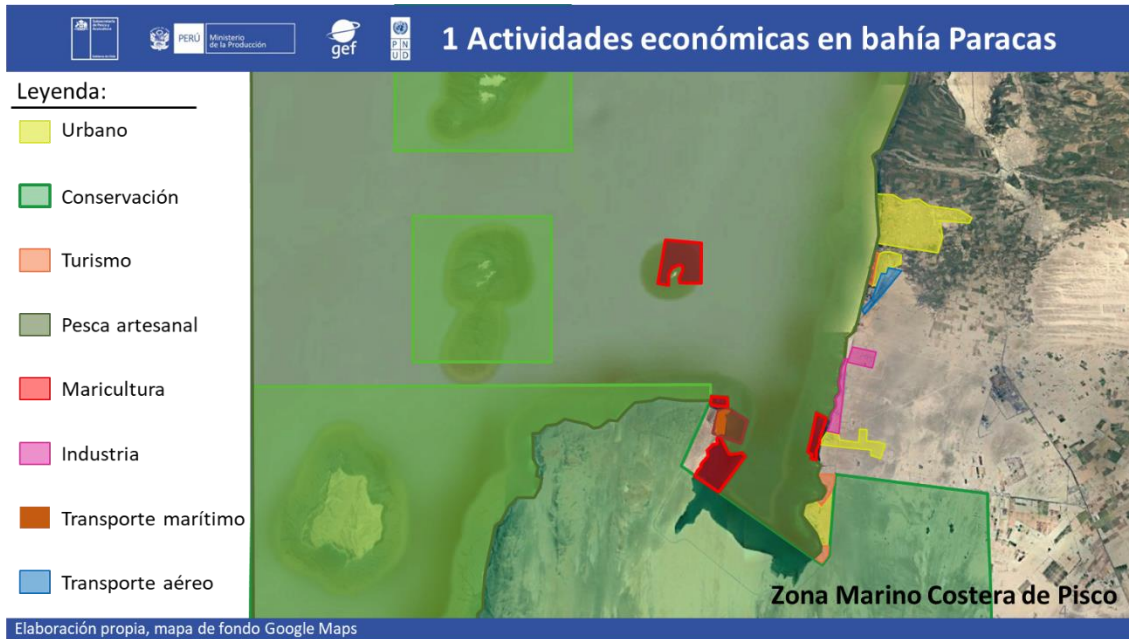 PERÚ
Ministerio
de la Producción
gef
P N
U D
1 Actividades económicas en bahía Paracas
Leyenda:
Urbano
Conservación
Turismo
Pesca artesanal
Maricultura
Industria
Transporte marítimo
Transporte aéreo
Zona Marino Costera de Pisco
Elaboración propia, mapa de fondo Google Maps